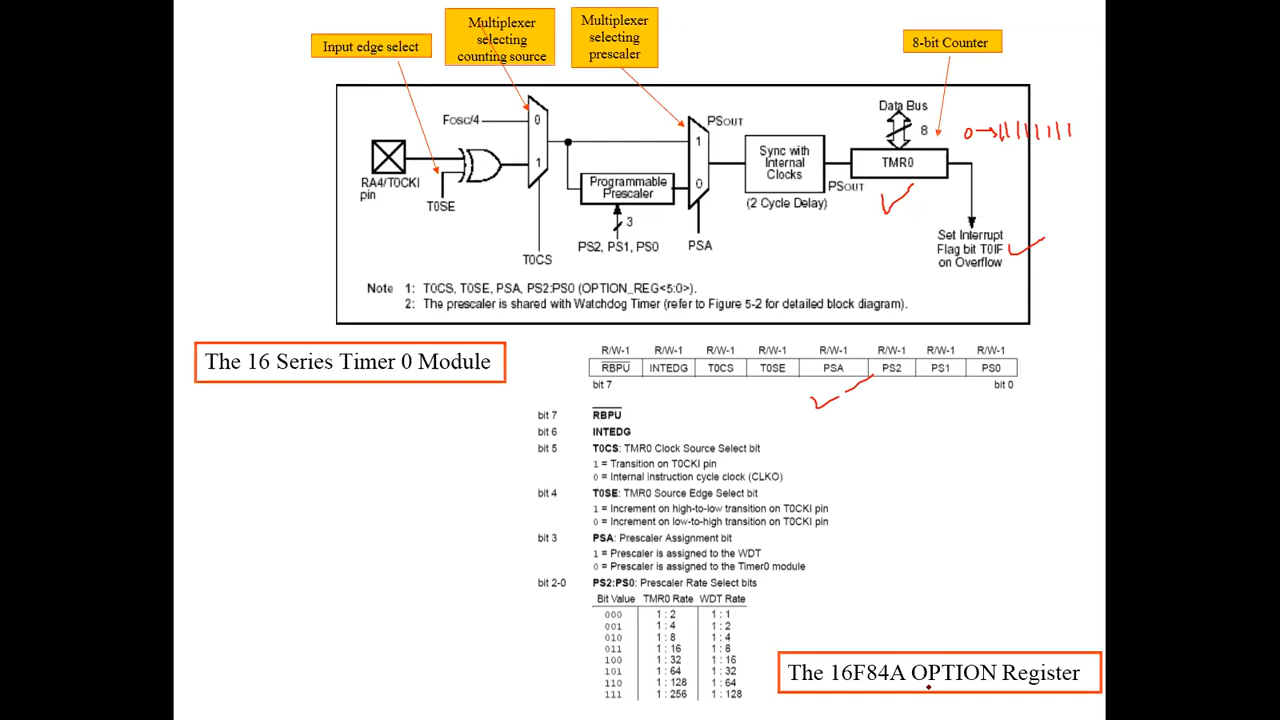 Input edge select
Multiplexer
selecting
counting source
Multiplexer
selecting
prescaler
8-bit Counter
Data Bus
8
0→11111111
Fosc/4
0
1
PSOUT
1
0
RA4/T0CKI
pin
T0SE
T0CS
Programmable
Prescaler
3
PS2, PS1, PS0
PSA
Sync with
Internal
Clocks
(2 Cycle Delay)
PSOUT
TMR0
Set Interrupt
Flag bit T0IF
on Overflow
Note 1: T0CS, T0SE, PSA, PS2:PS0 (OPTION_REG<5:0>).
2: The prescaler is shared with Watchdog Timer (refer to Figure 5-2 for detailed block diagram).
The 16 Series Timer 0 Module
R/W-1 R/W-1 R/W-1 R/W-1 R/W-1 R/W-1 R/W-1 R/W-1
RBPU INTEDG T0CS T0SE PSA PS2 PS1 PS0
bit 7 bit 0
bit 7 RBPU
bit 6 INTEDG
bit 5 T0CS: TMR0 Clock Source Select bit
1 = Transition on T0CKI pin
0 = Internal instruction cycle clock (CLKO)
bit 4 T0SE: TMR0 Source Edge Select bit
1 = Increment on high-to-low transition on T0CKI pin
0 = Increment on low-to-high transition on T0CKI pin
bit 3 PSA: Prescaler Assignment bit
1 = Prescaler is assigned to the WDT
0 = Prescaler is assigned to the Timer0 module
bit 2-0 PS2:PS0: Prescaler Rate Select bits
Bit Value TMR0 Rate WDT Rate
000 1 : 2 1 : 1
001 1 : 4 1 : 2
010 1 : 8 1 : 4
011 1 : 16 1 : 8
100 1 : 32 1 : 16
101 1 : 64 1 : 32
110 1 : 128 1 : 64
111 1 : 256 1 : 128
The 16F84A OPTION Register